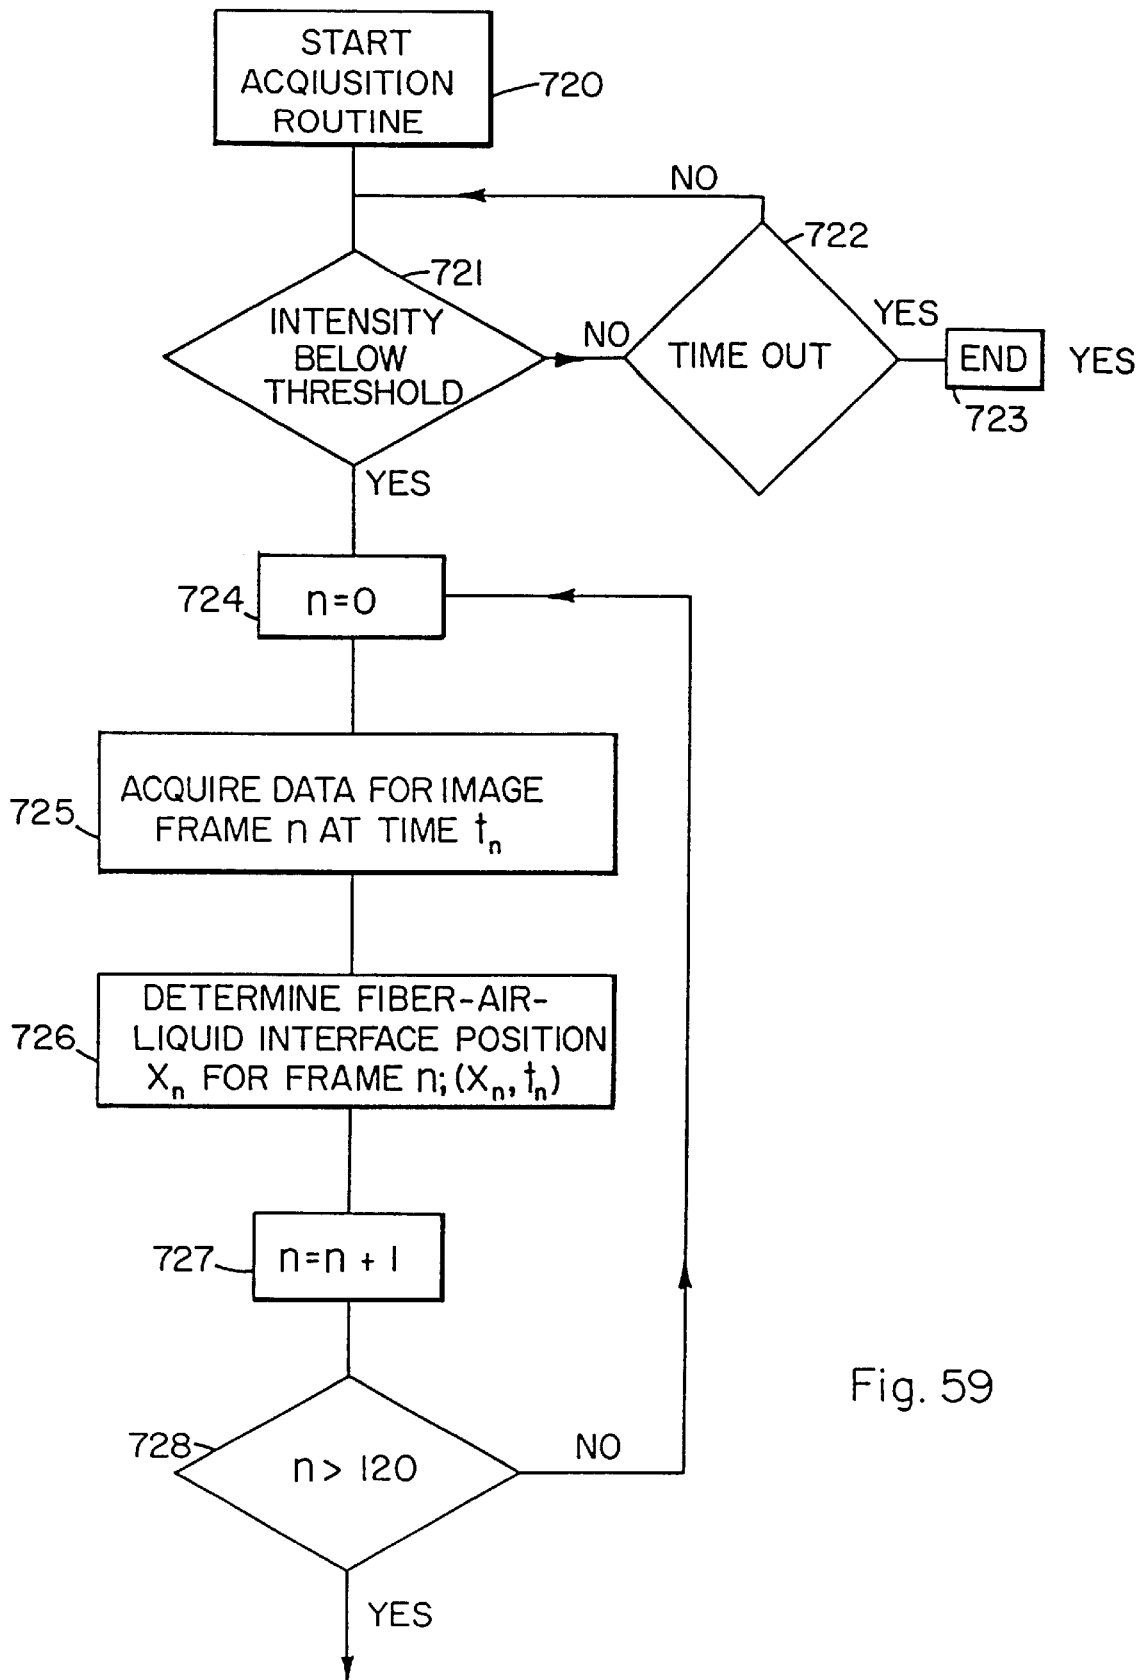 START
ACQIUSITION
ROUTINE
720
NO
722
721
INTENSITY
BELOW
THRESHOLD
NO
TIME OUT
YES
END
YES
723
YES
724
n=0
725
ACQUIRE DATA FOR IMAGE
FRAME n AT TIME tₙ
726
DETERMINE FIBER-AIR-
LIQUID INTERFACE POSITION
Xₙ FOR FRAME n; (Xₙ, tₙ)
727
n=n + 1
728
n > 120
NO
YES
Fig. 59